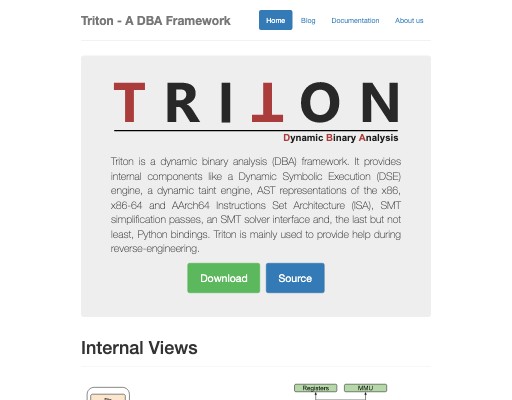 Triton - A DBA Framework
Home Blog Documentation About us
TRITON
Dynamic Binary Analysis
Triton is a dynamic binary analysis (DBA) framework. It provides
internal components like a Dynamic Symbolic Execution (DSE)
engine, a dynamic taint engine, AST representations of the x86,
x86-64 and AArch64 Instructions Set Architecture (ISA), SMT
simplification passes, an SMT solver interface and, the last but not
least, Python bindings. Triton is mainly used to provide help during
reverse-engineering.
Download Source
Internal Views
Registers MMU